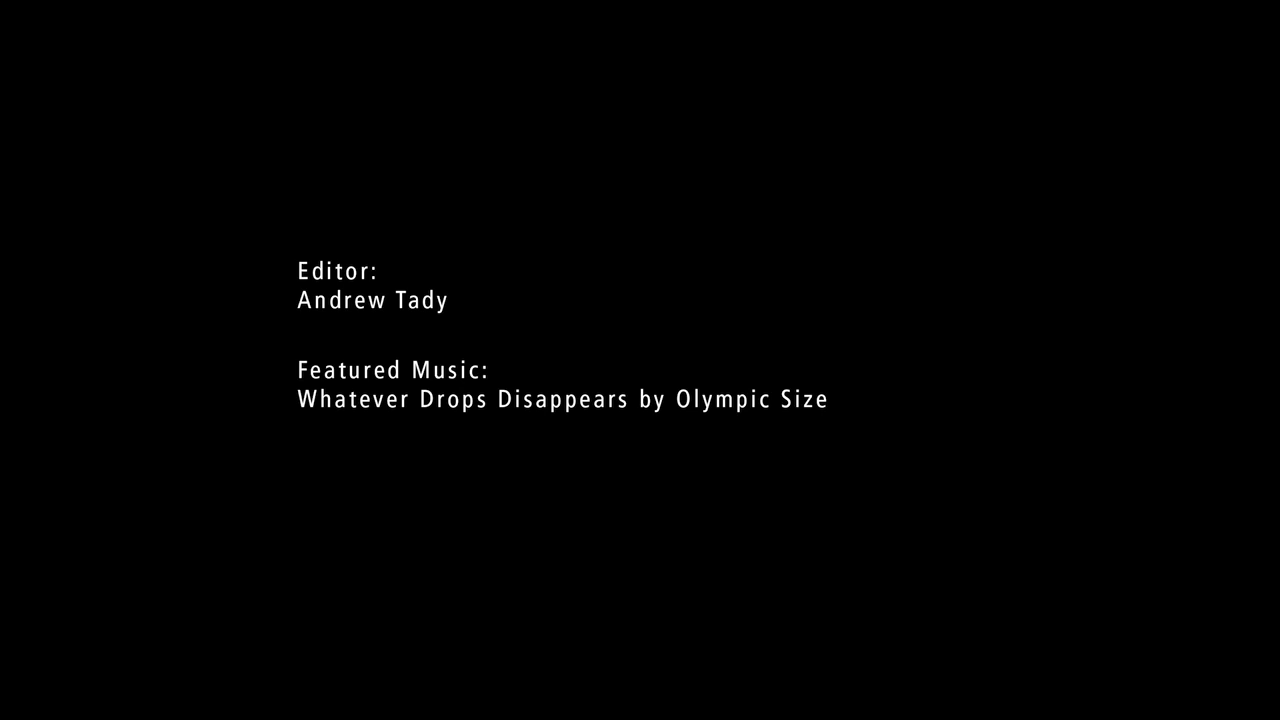 Editor:
Andrew Tady
Featured Music:
Whatever Drops Disappears by Olympic Size